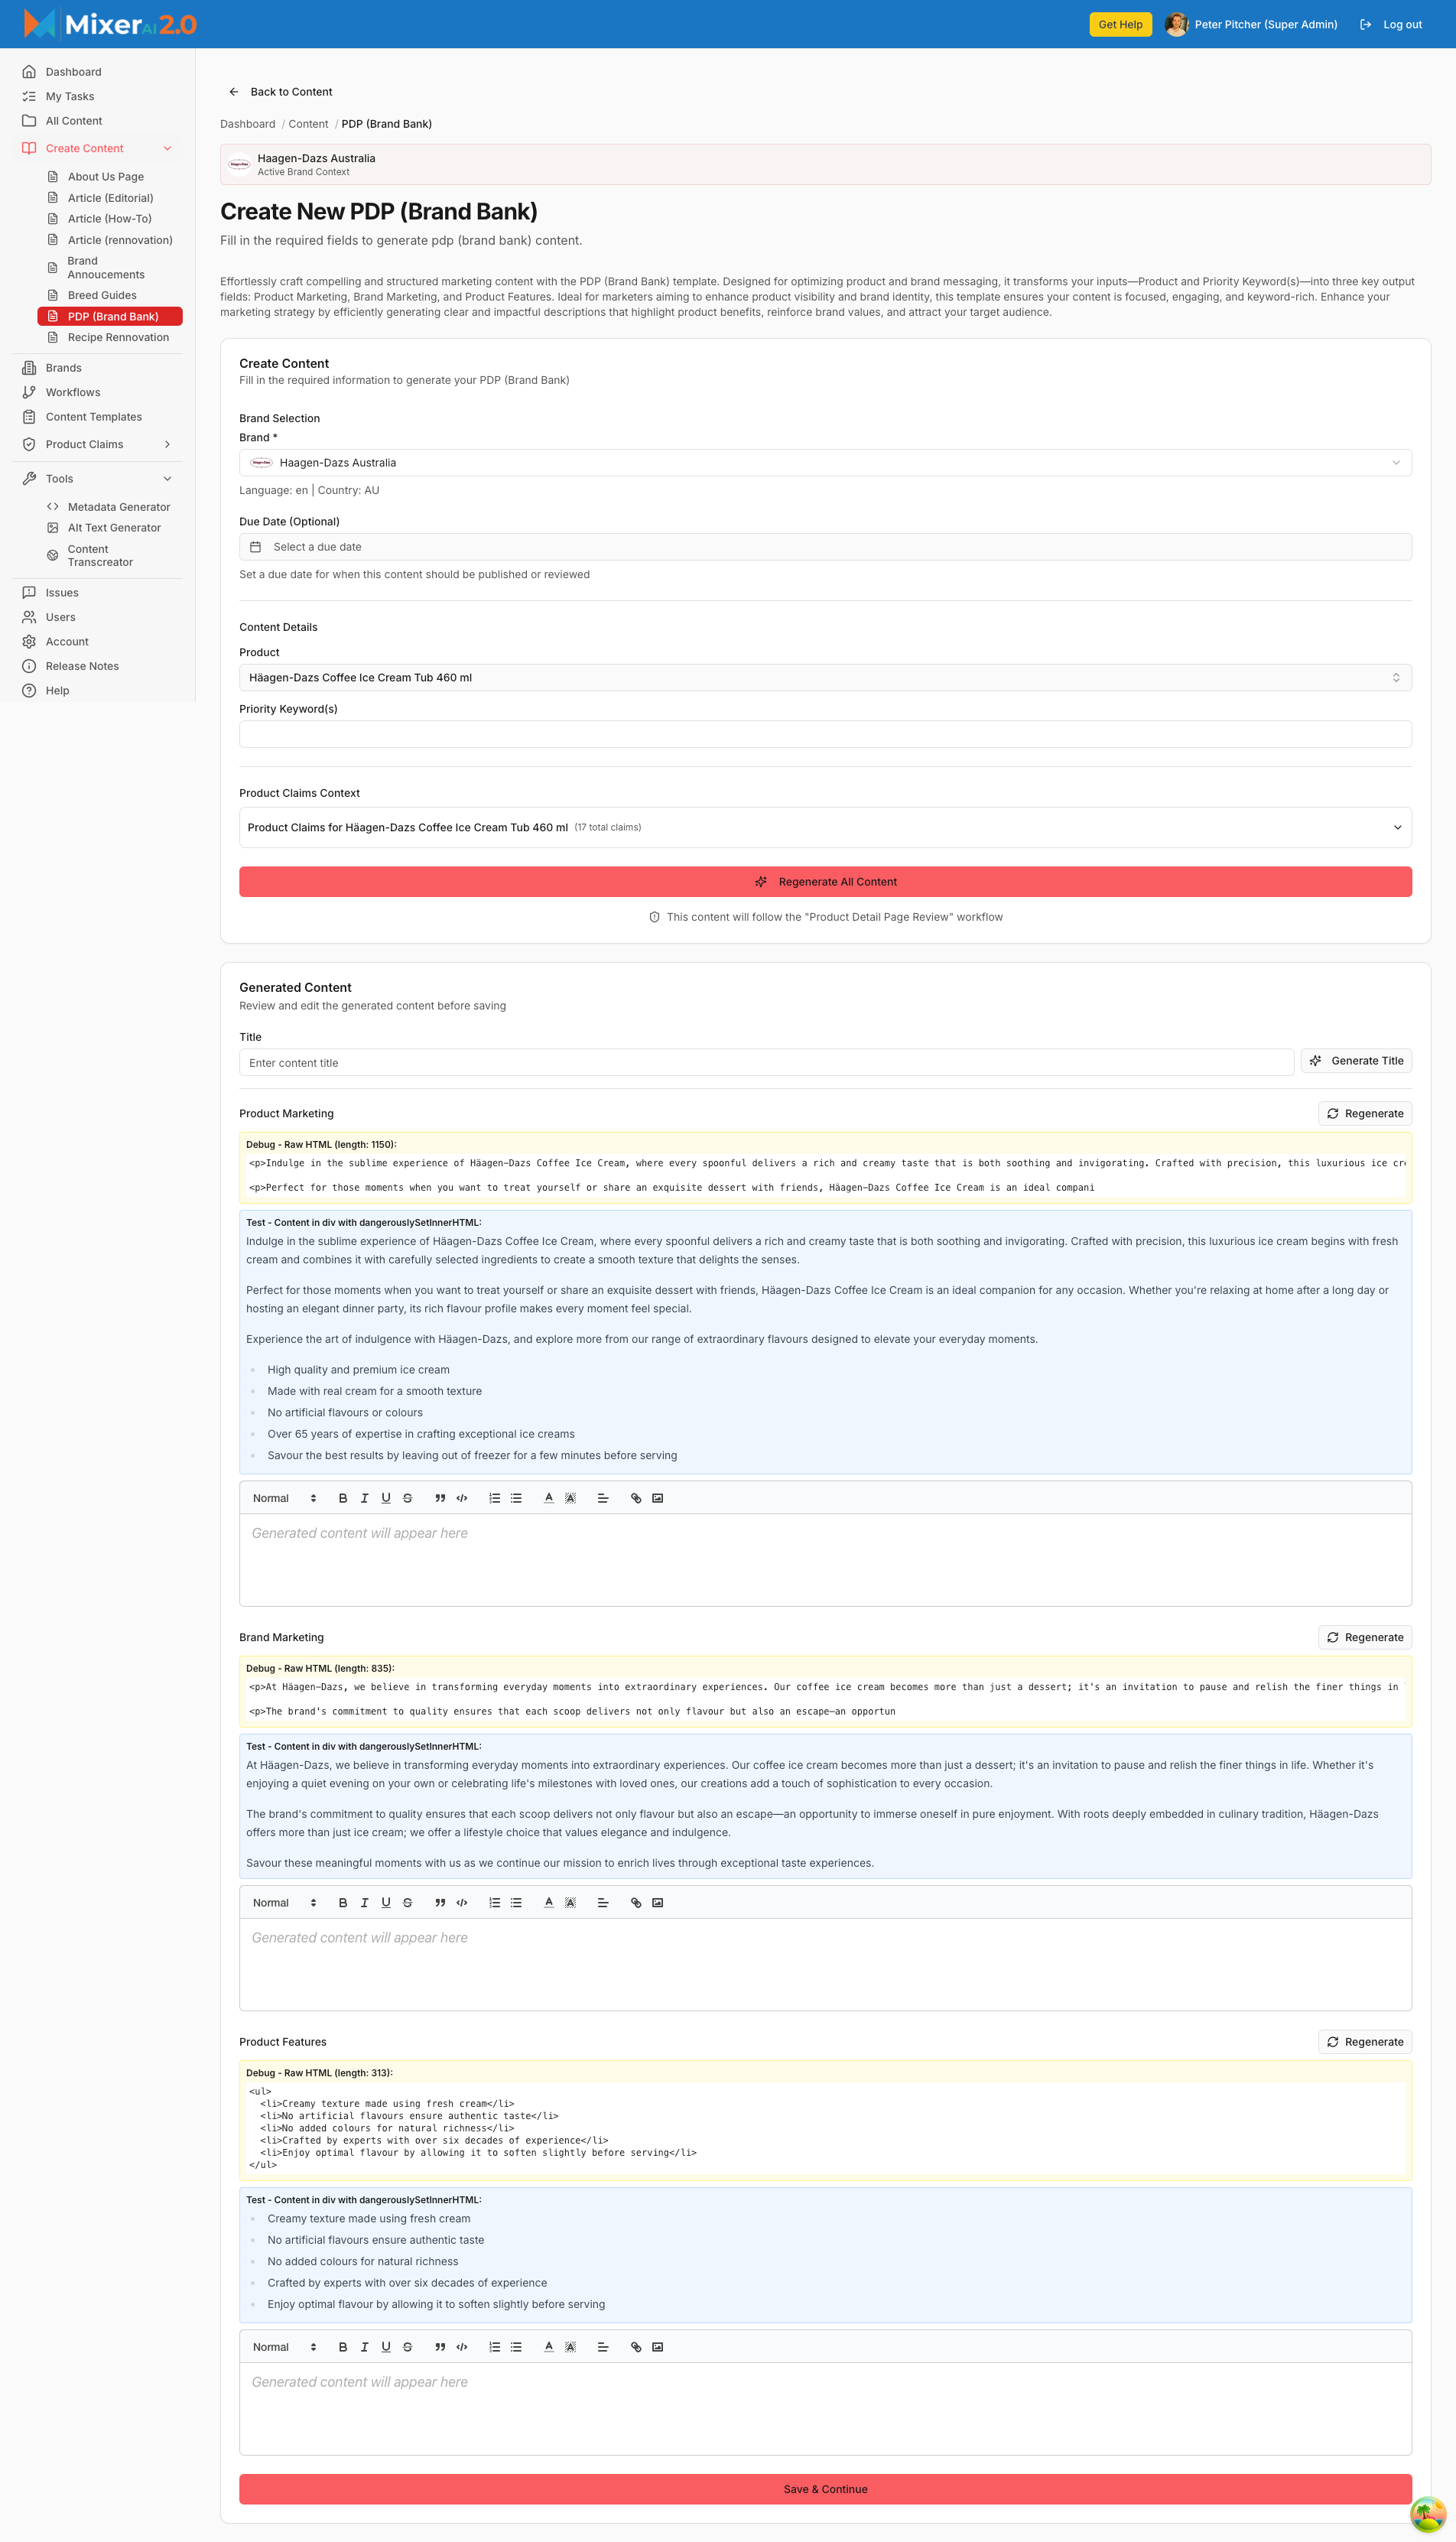 MixerAI 2.0
Get Help
Peter Pitcher (Super Admin)
Log out
Dashboard
My Tasks
All Content
Create Content
About Us Page
Article (Editorial)
Article (How-To)
Article (rennovation)
Brand
Annoucements
Breed Guides
PDP (Brand Bank)
Recipe Rennovation
Brands
Workflows
Content Templates
Product Claims
Tools
Metadata Generator
Alt Text Generator
Content
Transcreator
Issues
Users
Account
Release Notes
Help
Back to Content
Dashboard / Content / PDP (Brand Bank)
Haagen-Dazs Australia
Active Brand Context
Create New PDP (Brand Bank)
Fill in the required fields to generate pdp (brand bank) content.
Effortlessly craft compelling and structured marketing content with the PDP (Brand Bank) template. Designed for optimizing product and brand messaging, it transforms your inputs—Product and Priority Keyword(s)—into three key output
fields: Product Marketing, Brand Marketing, and Product Features. Ideal for marketers aiming to enhance product visibility and brand identity, this template ensures your content is focused, engaging, and keyword-rich. Enhance your
marketing strategy by efficiently generating clear and impactful descriptions that highlight product benefits, reinforce brand values, and attract your target audience.
Create Content
Fill in the required information to generate your PDP (Brand Bank)
Brand Selection
Brand *
Haagen-Dazs Australia
Language: en | Country: AU
Due Date (Optional)
Select a due date
Set a due date for when this content should be published or reviewed
Content Details
Product
Häagen-Dazs Coffee Ice Cream Tub 460 ml
Priority Keyword(s)
Product Claims Context
Product Claims for Häagen-Dazs Coffee Ice Cream Tub 460 ml (17 total claims)
Regenerate All Content
This content will follow the "Product Detail Page Review" workflow
Generated Content
Review and edit the generated content before saving
Title
Enter content title
Generate Title
Product Marketing
Regenerate
Debug - Raw HTML (length: 1150):
<p>Indulge in the sublime experience of Häagen-Dazs Coffee Ice Cream, where every spoonful delivers a rich and creamy taste that is both soothing and invigorating. Crafted with precision, this luxurious ice cre
<p>Perfect for those moments when you want to treat yourself or share an exquisite dessert with friends, Häagen-Dazs Coffee Ice Cream is an ideal compani
Test - Content in div with dangerouslySetInnerHTML:
Indulge in the sublime experience of Häagen-Dazs Coffee Ice Cream, where every spoonful delivers a rich and creamy taste that is both soothing and invigorating. Crafted with precision, this luxurious ice cream begins with fresh
cream and combines it with carefully selected ingredients to create a smooth texture that delights the senses.
Perfect for those moments when you want to treat yourself or share an exquisite dessert with friends, Häagen-Dazs Coffee Ice Cream is an ideal companion for any occasion. Whether you're relaxing at home after a long day or
hosting an elegant dinner party, its rich flavour profile makes every moment feel special.
Experience the art of indulgence with Häagen-Dazs, and explore more from our range of extraordinary flavours designed to elevate your everyday moments.
High quality and premium ice cream
Made with real cream for a smooth texture
No artificial flavours or colours
Over 65 years of expertise in crafting exceptional ice creams
Savour the best results by leaving out of freezer for a few minutes before serving
Normal
Generated content will appear here
Brand Marketing
Regenerate
Debug - Raw HTML (length: 835):
<p>At Häagen-Dazs, we believe in transforming everyday moments into extraordinary experiences. Our coffee ice cream becomes more than just a dessert; it's an invitation to pause and relish the finer things in
<p>The brand's commitment to quality ensures that each scoop delivers not only flavour but also an escape—an opportun
Test - Content in div with dangerouslySetInnerHTML:
At Häagen-Dazs, we believe in transforming everyday moments into extraordinary experiences. Our coffee ice cream becomes more than just a dessert; it's an invitation to pause and relish the finer things in life. Whether it's
enjoying a quiet evening on your own or celebrating life's milestones with loved ones, our creations add a touch of sophistication to every occasion.
The brand's commitment to quality ensures that each scoop delivers not only flavour but also an escape—an opportunity to immerse oneself in pure enjoyment. With roots deeply embedded in culinary tradition, Häagen-Dazs
offers more than just ice cream; we offer a lifestyle choice that values elegance and indulgence.
Savour these meaningful moments with us as we continue our mission to enrich lives through exceptional taste experiences.
Normal
Generated content will appear here
Product Features
Regenerate
Debug - Raw HTML (length: 313):
<ul>
<li>Creamy texture made using fresh cream</li>
<li>No artificial flavours ensure authentic taste</li>
<li>No added colours for natural richness</li>
<li>Crafted by experts with over six decades of experience</li>
<li>Enjoy optimal flavour by allowing it to soften slightly before serving</li>
</ul>
Test - Content in div with dangerouslySetInnerHTML:
Creamy texture made using fresh cream
No artificial flavours ensure authentic taste
No added colours for natural richness
Crafted by experts with over six decades of experience
Enjoy optimal flavour by allowing it to soften slightly before serving
Normal
Generated content will appear here
Save & Continue